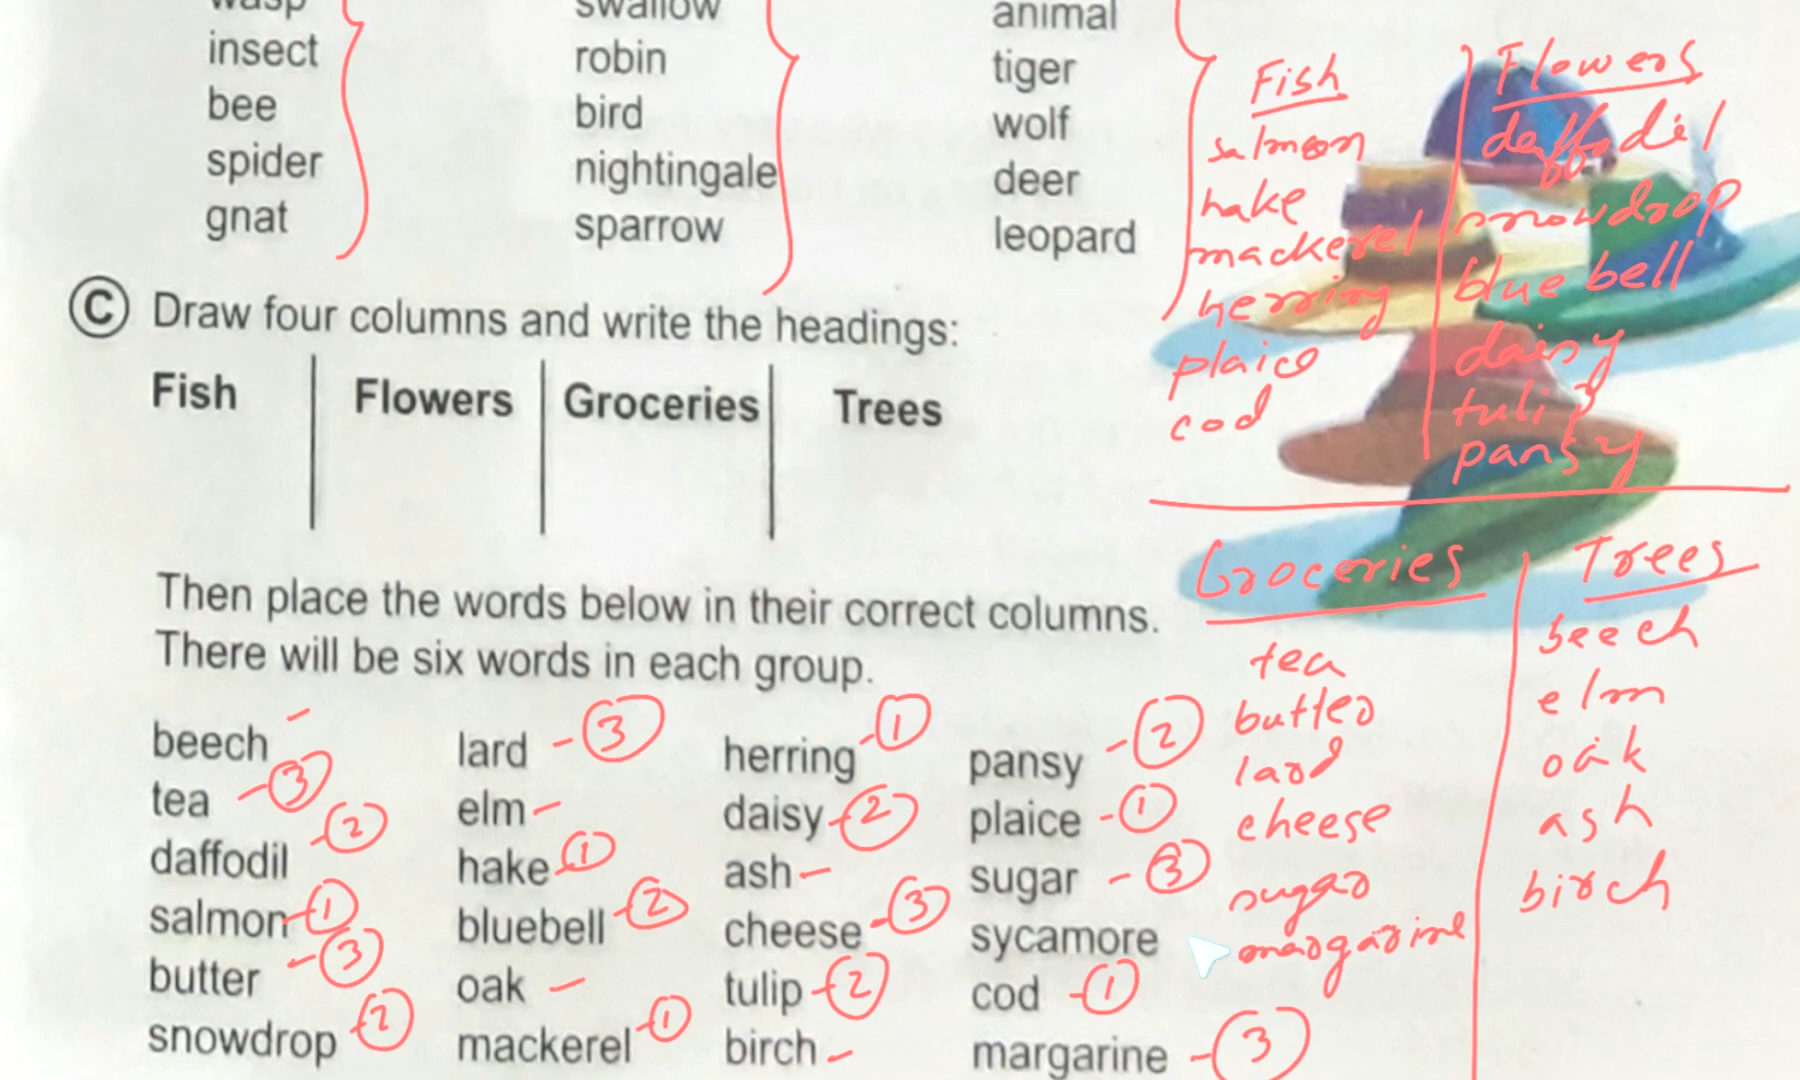 wasp swallow animal
insect robin tiger
bee bird wolf
spider nightingale deer
gnat sparrow leopard
C Draw four columns and write the headings:
Fish Flowers Groceries Trees
Then place the words below in their correct columns.
There will be six words in each group.
beech lard - 3 herring - 1 pansy - 2
tea - 3 elm - daisy - 2 plaice - 1
daffodil - 2 hake - 1 ash - sugar - 3
salmon - 1 bluebell - 2 cheese - 3 sycamore
butter - 3 oak - tulip - 2 cod - 1
snowdrop - 2 mackerel - 1 birch - margarine - 3
Fish Flowers
salmon daffodil
hake snowdrop
mackerel blue bell
herring daisy
plaice tulip
cod pansy
Groceries Trees
tea beech
butter elm
lard oak
cheese ash
sugar birch
margarine